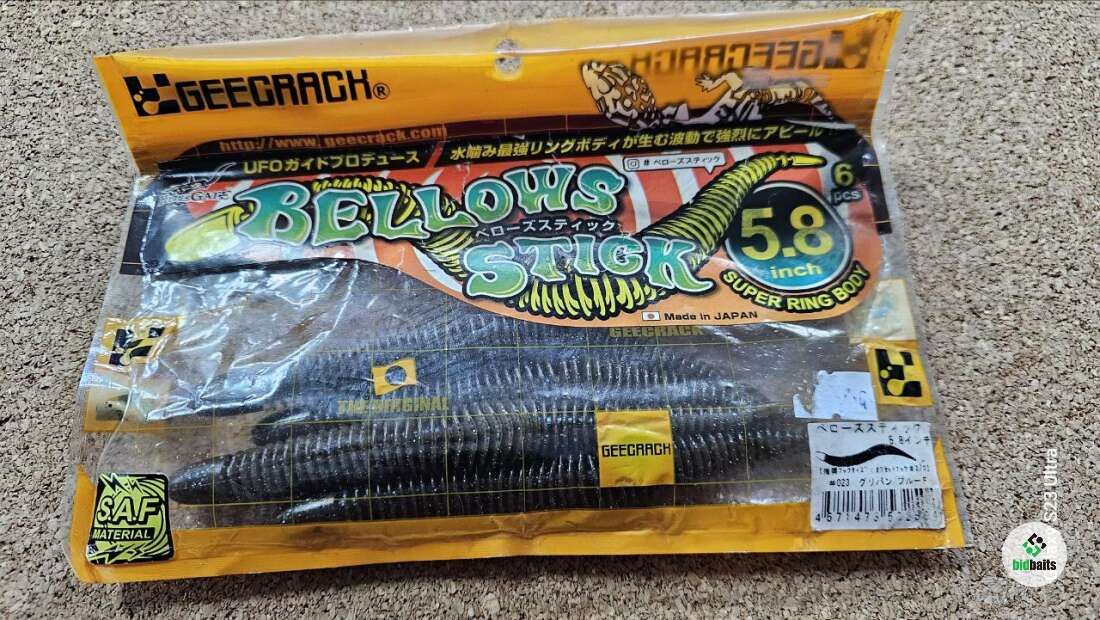 GEECRACK®
GEECRACK
http://www.geecrack.com
UFOガイドプロデュース
水噛み最強リングボディが生む波動で強烈にアピール
# ベローズスティック
BELLOWS
ベローズスティック
STICK
6
pcs
5.8
inch
SUPER RING BODY
Made in JAPAN
GEECRACK
THE ORIGINAL
GEECRACK
S.A.F
MATERIAL
ベローズスティック
5.8インチ
#023 グリパンブルーF
S23 Ultra
bidbaits